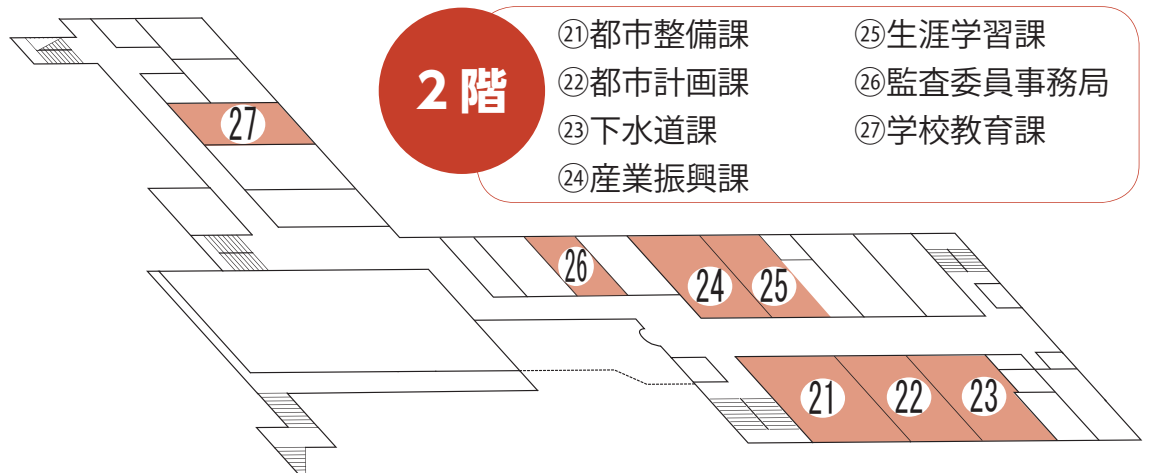 2階
㉑都市整備課
㉒都市計画課
㉓下水道課
㉔産業振興課
㉕生涯学習課
㉖監査委員事務局
㉗学校教育課
27
26
24
25
21
22
23